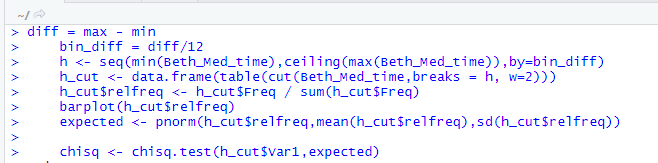 ~/
> diff = max - min
> bin_diff = diff/12
> h <- seq(min(Beth_Med_time),ceiling(max(Beth_Med_time)),by=bin_diff)
> h_cut <- data.frame(table(cut(Beth_Med_time,breaks = h, w=2)))
> h_cut$relfreq <- h_cut$Freq / sum(h_cut$Freq)
> barplot(h_cut$relfreq)
> expected <- pnorm(h_cut$relfreq,mean(h_cut$relfreq),sd(h_cut$relfreq))
>
> chisq <- chisq.test(h_cut$Var1,expected)